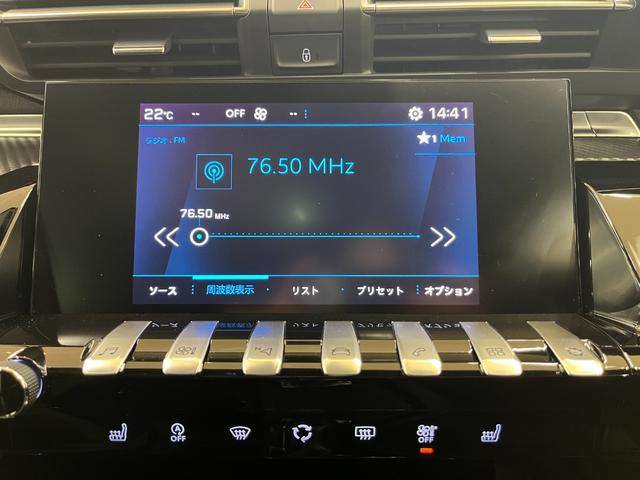 22℃ -- OFF -- 14:41
ラジオ、FM ★1 Mem
76.50 MHz
76.50 MHz
ソース 周波数表示 リスト プリセット オプション
OFF OFF